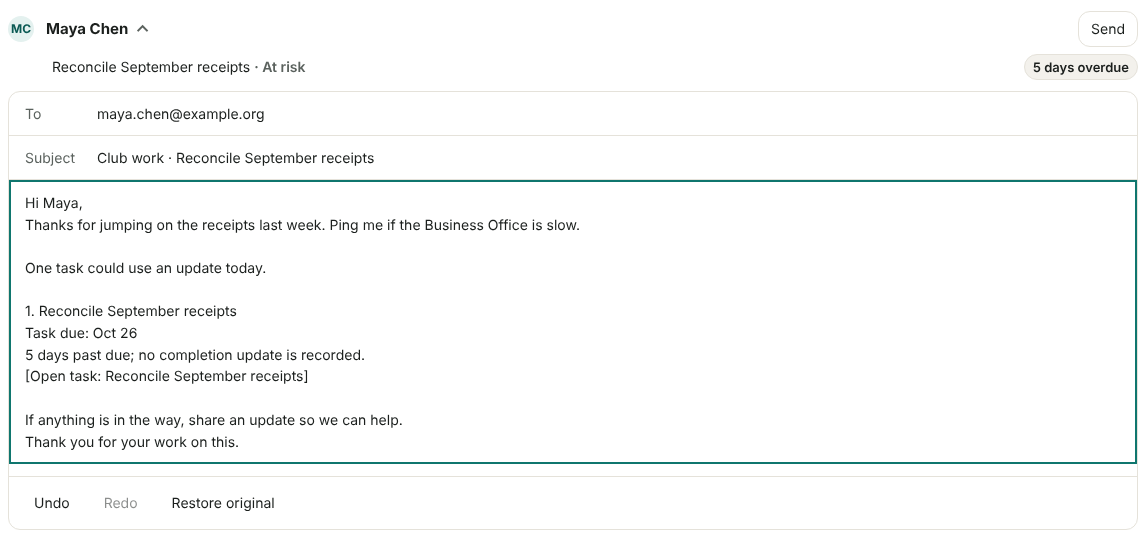 MC Maya Chen
Send
Reconcile September receipts · At risk
5 days overdue
To maya.chen@example.org
Subject Club work · Reconcile September receipts
Hi Maya,
Thanks for jumping on the receipts last week. Ping me if the Business Office is slow.
One task could use an update today.
1. Reconcile September receipts
Task due: Oct 26
5 days past due; no completion update is recorded.
[Open task: Reconcile September receipts]
If anything is in the way, share an update so we can help.
Thank you for your work on this.
Undo Redo Restore original